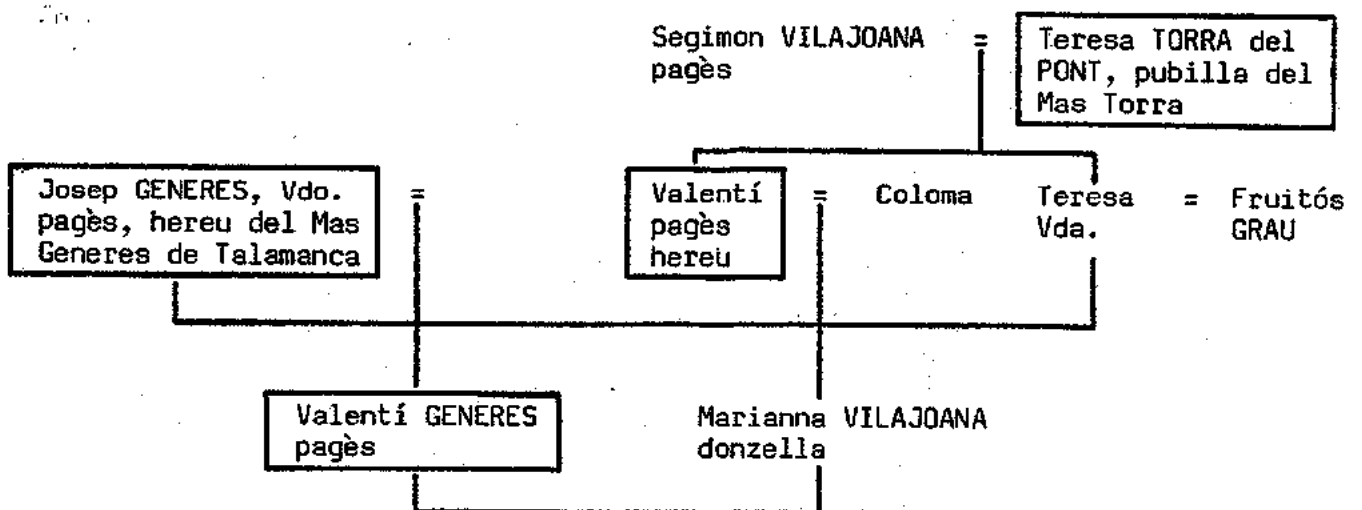 Segimon VILAJOANA =
pagès
Teresa TORRA del
PONT, pubilla del
Mas Torra
Josep GENERES, Vdo.
pagès, hereu del Mas
Generes de Talamanca
=
Valentí
pagès
hereu
=
Coloma
Teresa
Vda.
=
Fruitós
GRAU
Valentí GENERES
pagès
Marianna VILAJOANA
donzella